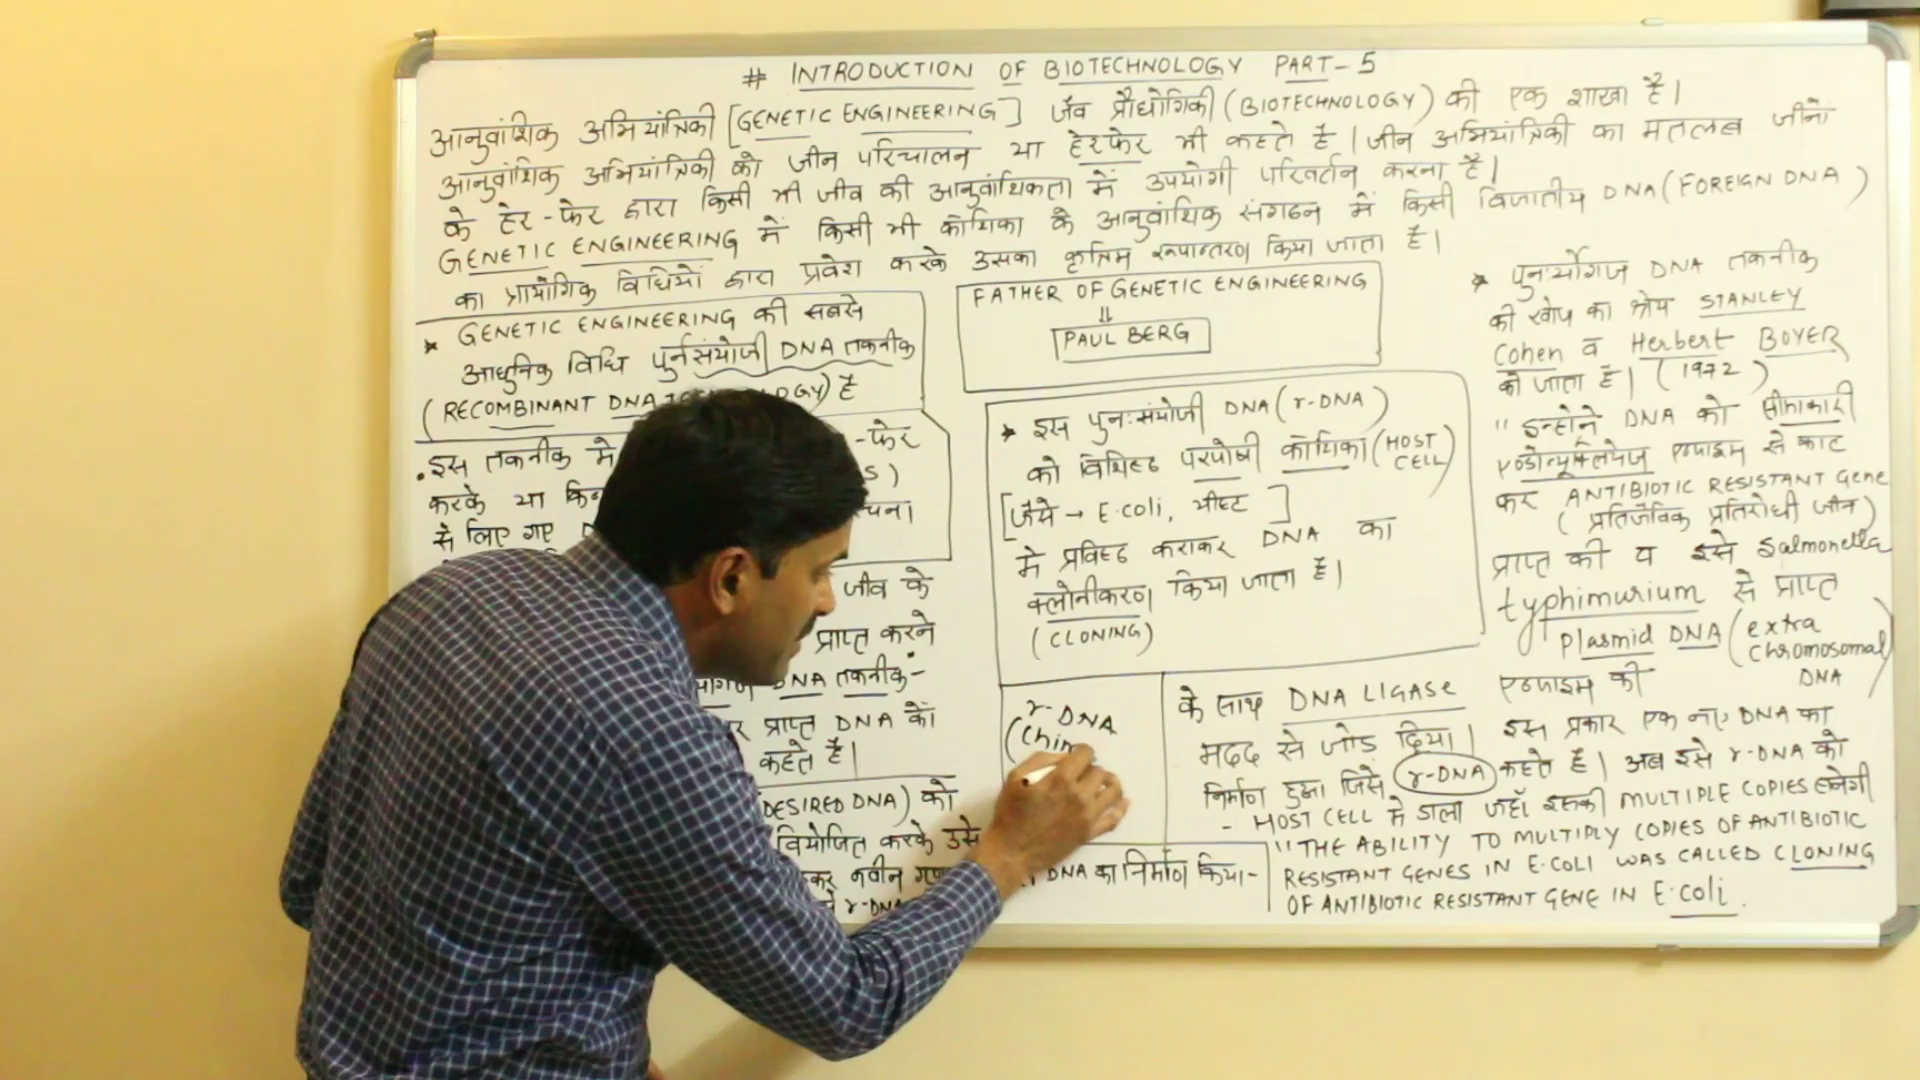 # INTRODUCTION OF BIOTECHNOLOGY PART-5
आनुवांशिक अभियांत्रिकी [GENETIC ENGINEERING] जैव प्रौद्योगिकी (BIOTECHNOLOGY) की एक शाखा है।
आनुवांशिक अभियांत्रिकी को जीन परिचालन या हेरफेर भी कहते है। जीन अभियांत्रिकी का मतलब जीनों
के हेर-फेर द्वारा किसी भी जीव की आनुवांशिकता में उपयोगी परिवर्तन करना है।
GENETIC ENGINEERING में किसी भी कोशिका के आनुवांशिक संगठन में किसी विजातीय DNA (FOREIGN DNA)
का प्रायोगिक विधियों द्वारा प्रवेश करके उसका कृत्रिम रूपान्तरण किया जाता है।
★ GENETIC ENGINEERING की सबसे
आधुनिक विधि पुर्नसंयोजी DNA तकनीक
(RECOMBINANT DNA है
• इस तकनीक मे -फेर
करके या
से लिए गए
जीव के
प्राप्त करने
DNA तकनीक-
प्राप्त DNA को
कहते है।
(DESIRED DNA) को
वियोजित करके उसे
नवीन
r-DNA
FATHER OF GENETIC ENGINEERING
⇓
PAUL BERG
★ इस पुनःसंयोजी DNA (r-DNA)
को विशिष्ट परपोषी कोशिका (HOST CELL)
[जैसे → E.coli, यीष्ट]
मे प्रविष्ट कराकर DNA का
क्लोनीकरण किया जाता है।
(CLONING)
r-DNA
(Chim
DNA का निर्माण किया-
★ पुनःर्योगज DNA तकनीक
की खोज का श्रेय STANLEY
Cohen व Herbert BOYER
को जाता है। (1972)
" इन्होने DNA को सीमाकारी
एण्डोन्यूक्लियेज एन्जाइम से काट
कर ANTIBIOTIC RESISTANT Gene
(प्रतिजैविक प्रतिरोधी जीन)
प्राप्त की व इसे Salmonella
typhimurium से प्राप्त
Plasmid DNA (extra chromosomal DNA)
के साथ DNA LIGASE एन्जाइम की
मदद से जोड़ दिया। इस प्रकार एक नए DNA का
निर्माण हुआ जिसे r-DNA कहते है। अब इसे r-DNA को
- HOST CELL मे डाला जहाँ इसकी MULTIPLE COPIES बनेगी
"THE ABILITY TO MULTIPLY COPIES OF ANTIBIOTIC
RESISTANT GENES IN E.COLI WAS CALLED CLONING
OF ANTIBIOTIC RESISTANT GENE IN E.coli.